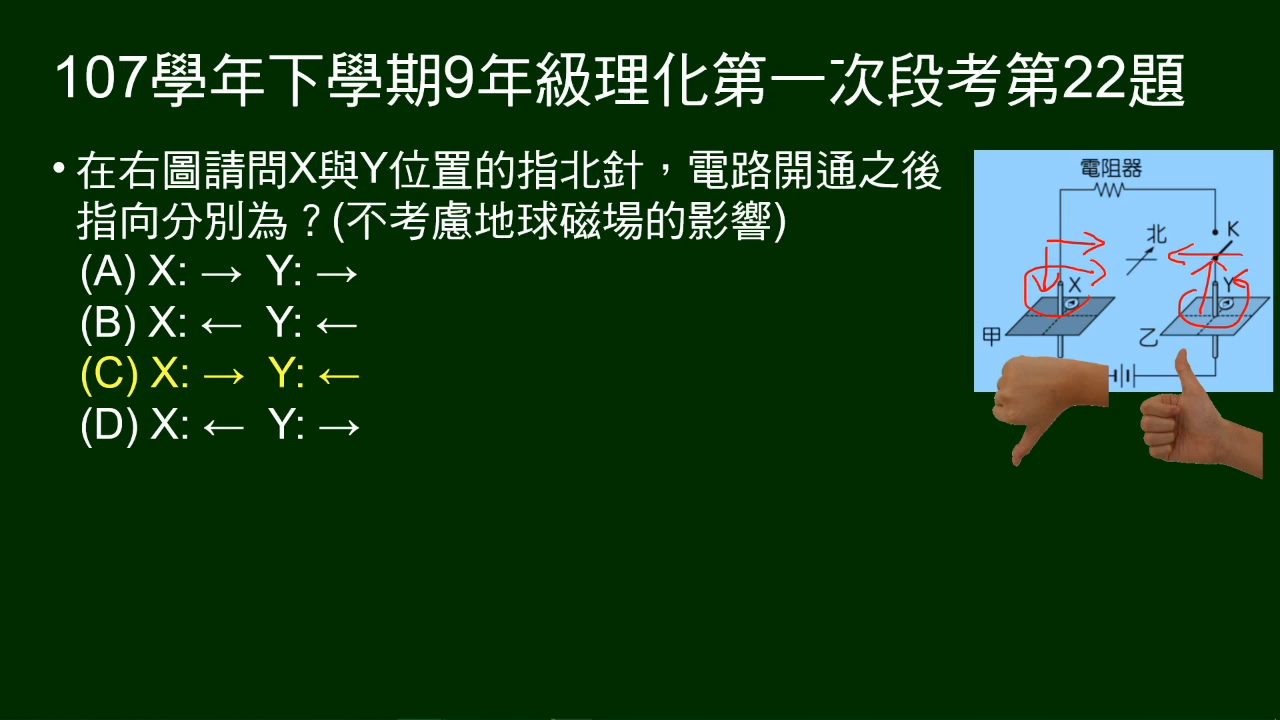 107學年下學期9年級理化第一次段考第22題
• 在右圖請問X與Y位置的指北針，電路開通之後
指向分別為？(不考慮地球磁場的影響)
(A) X: → Y: →
(B) X: ← Y: ←
(C) X: → Y: ←
(D) X: ← Y: →
電阻器
北
K
X
Y
甲
乙